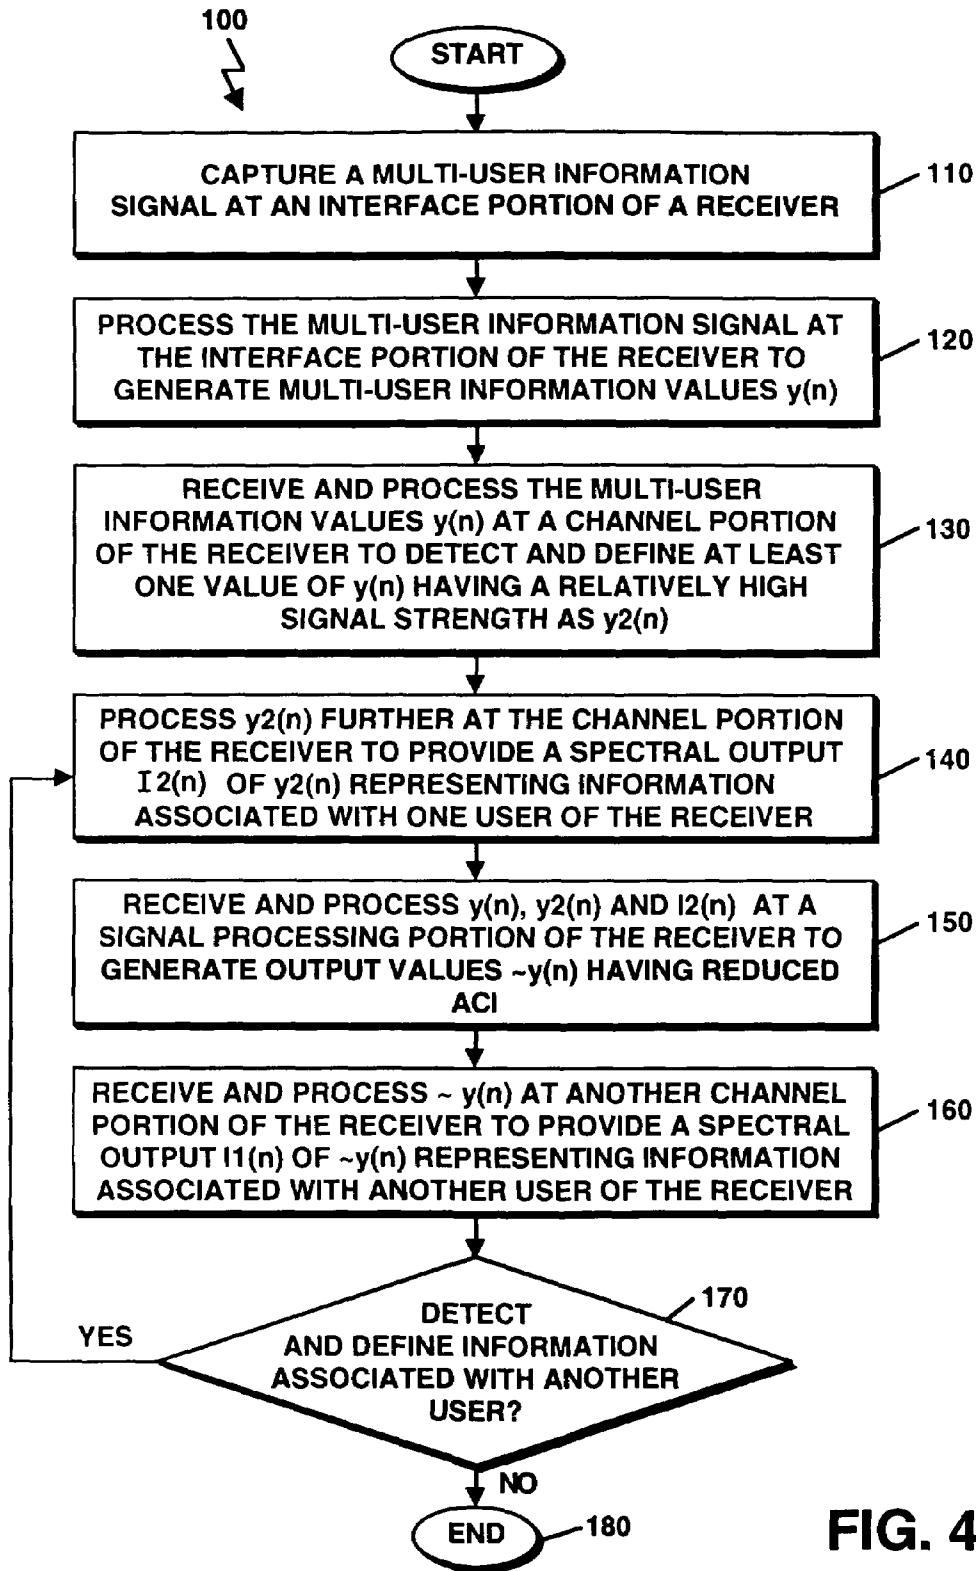 100
START
CAPTURE A MULTI-USER INFORMATION
SIGNAL AT AN INTERFACE PORTION OF A RECEIVER
110
PROCESS THE MULTI-USER INFORMATION SIGNAL AT
THE INTERFACE PORTION OF THE RECEIVER TO
GENERATE MULTI-USER INFORMATION VALUES y(n)
120
RECEIVE AND PROCESS THE MULTI-USER
INFORMATION VALUES y(n) AT A CHANNEL PORTION
OF THE RECEIVER TO DETECT AND DEFINE AT LEAST
ONE VALUE OF y(n) HAVING A RELATIVELY HIGH
SIGNAL STRENGTH AS y2(n)
130
PROCESS y2(n) FURTHER AT THE CHANNEL PORTION
OF THE RECEIVER TO PROVIDE A SPECTRAL OUTPUT
I2(n) OF y2(n) REPRESENTING INFORMATION
ASSOCIATED WITH ONE USER OF THE RECEIVER
140
RECEIVE AND PROCESS y(n), y2(n) AND I2(n) AT A
SIGNAL PROCESSING PORTION OF THE RECEIVER TO
GENERATE OUTPUT VALUES ~y(n) HAVING REDUCED
ACI
150
RECEIVE AND PROCESS ~ y(n) AT ANOTHER CHANNEL
PORTION OF THE RECEIVER TO PROVIDE A SPECTRAL
OUTPUT I1(n) OF ~y(n) REPRESENTING INFORMATION
ASSOCIATED WITH ANOTHER USER OF THE RECEIVER
160
DETECT
AND DEFINE INFORMATION
ASSOCIATED WITH ANOTHER
USER?
170
YES
NO
END
180
FIG. 4